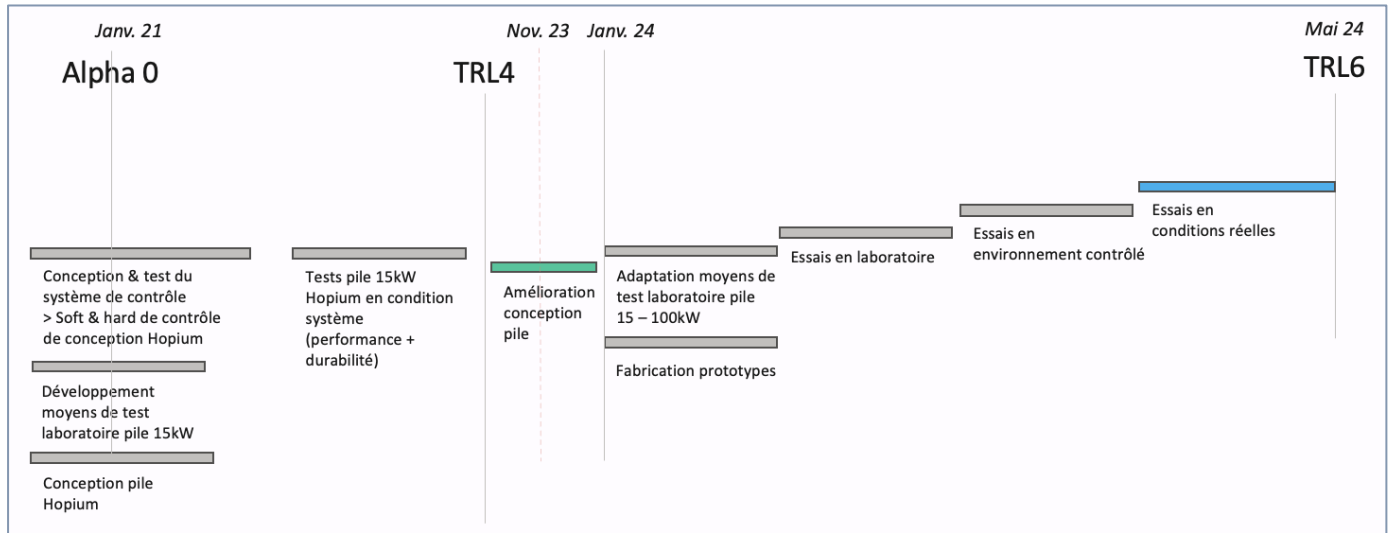 Janv. 21
Nov. 23
Janv. 24
Mai 24
Alpha 0
TRL4
TRL6
Conception & test du
système de contrôle
> Soft & hard de contrôle
de conception Hopium
Développement
moyens de test
laboratoire pile 15kW
Conception pile
Hopium
Tests pile 15kW
Hopium en condition
système
(performance +
durabilité)
Amélioration
conception
pile
Adaptation moyens de
test laboratoire pile
15 – 100kW
Fabrication prototypes
Essais en laboratoire
Essais en
environnement contrôlé
Essais en
conditions réelles